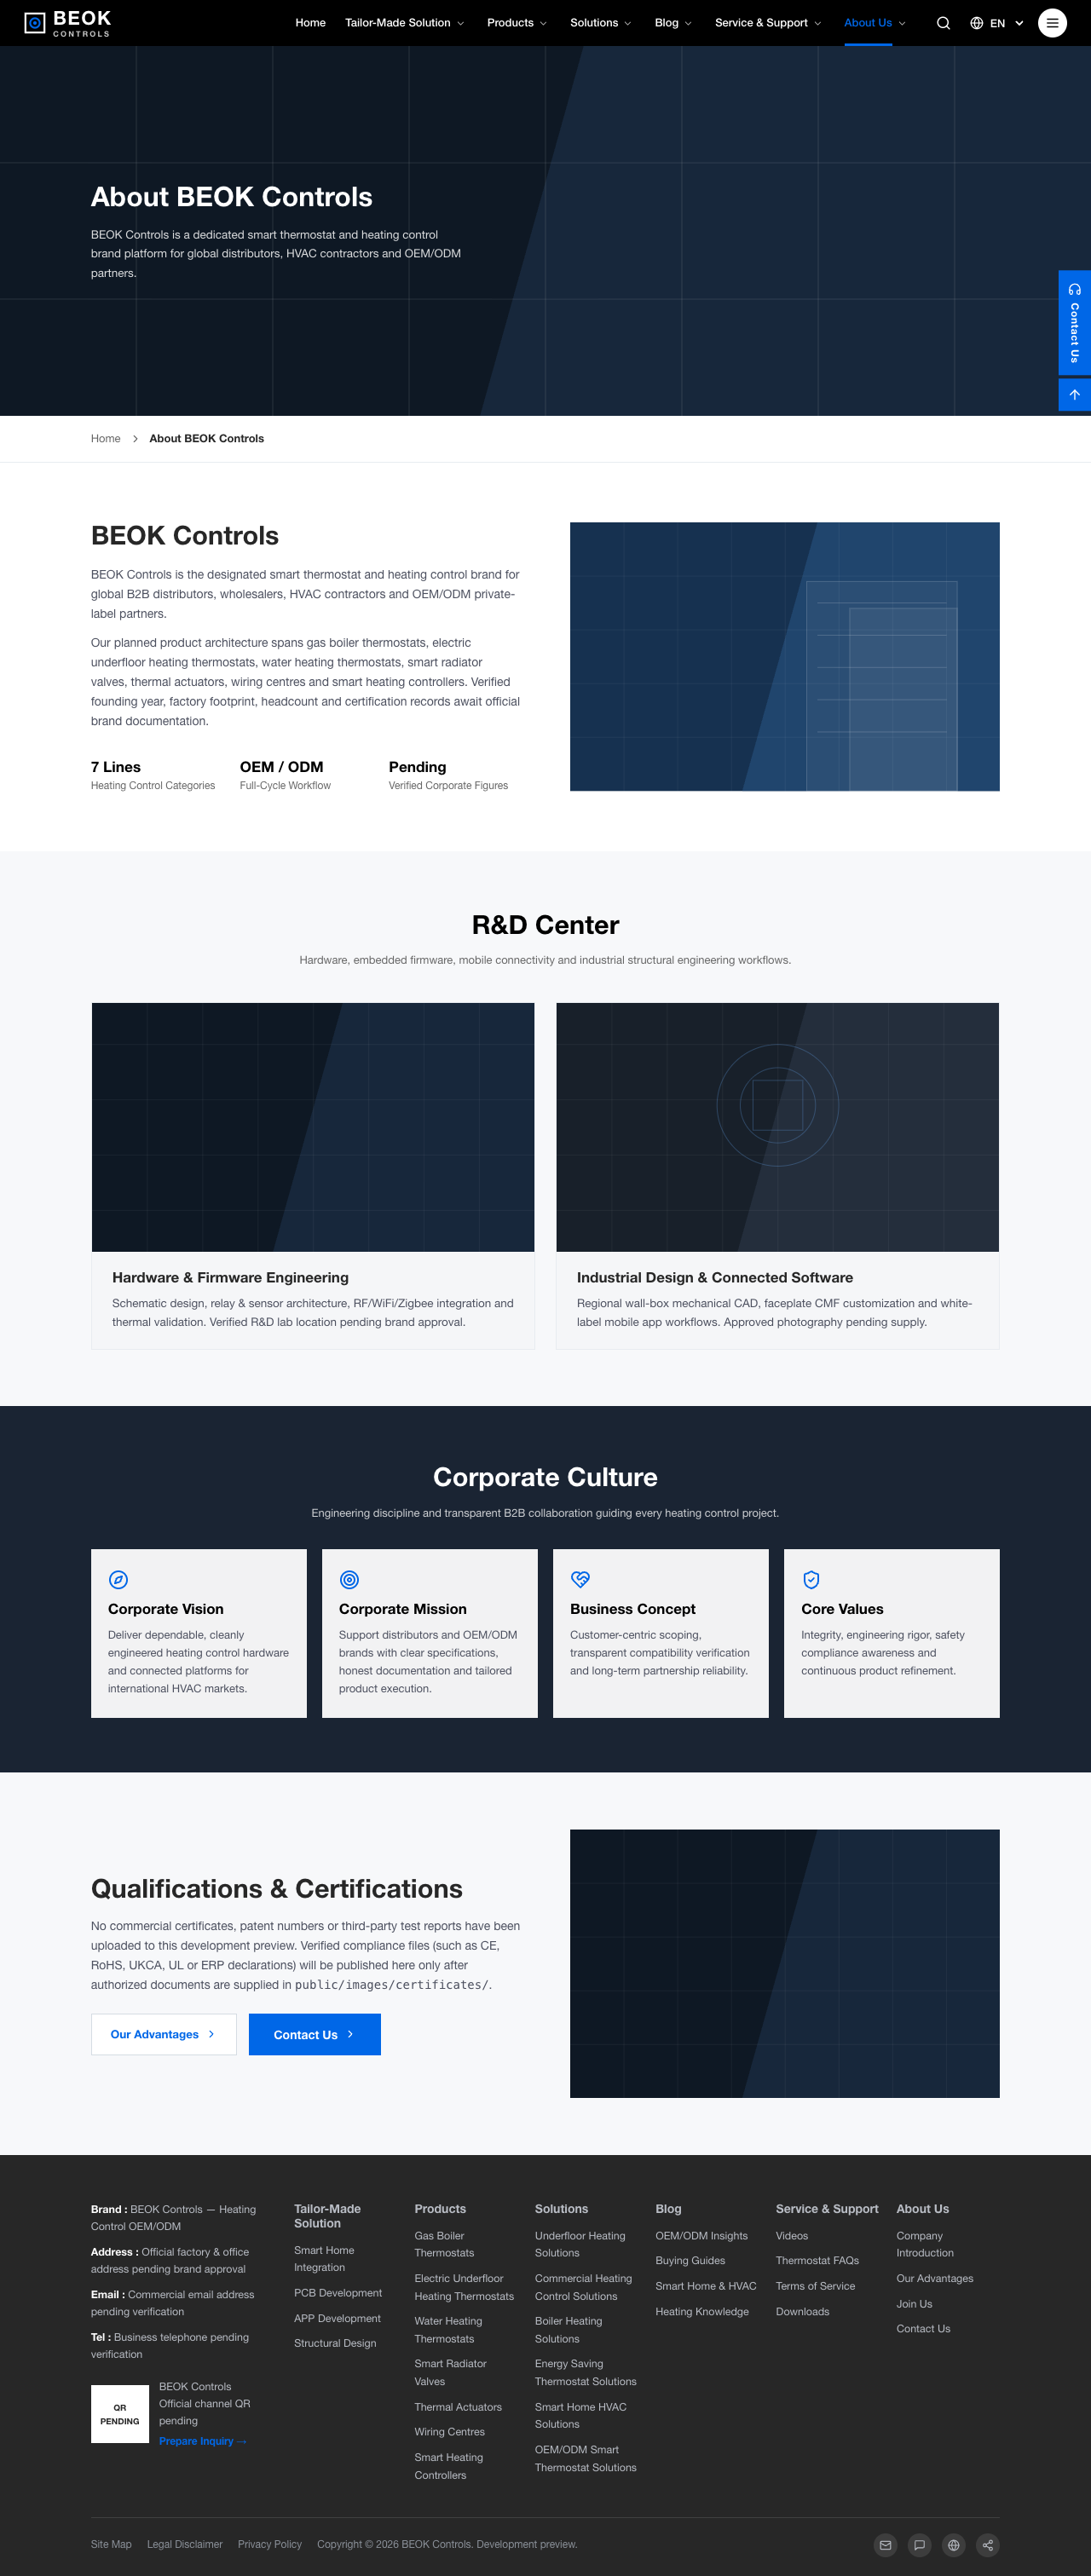 BEOK
CONTROLS
Home
Tailor-Made Solution
Products
Solutions
Blog
Service & Support
About Us
EN
About BEOK Controls
BEOK Controls is a dedicated smart thermostat and heating control
brand platform for global distributors, HVAC contractors and OEM/ODM
partners.
Contact Us
Home
About BEOK Controls
BEOK Controls
BEOK Controls is the designated smart thermostat and heating control brand for
global B2B distributors, wholesalers, HVAC contractors and OEM/ODM private-
label partners.
Our planned product architecture spans gas boiler thermostats, electric
underfloor heating thermostats, water heating thermostats, smart radiator
valves, thermal actuators, wiring centres and smart heating controllers. Verified
founding year, factory footprint, headcount and certification records await official
brand documentation.
7 Lines
Heating Control Categories
OEM / ODM
Full-Cycle Workflow
Pending
Verified Corporate Figures
R&D Center
Hardware, embedded firmware, mobile connectivity and industrial structural engineering workflows.
Hardware & Firmware Engineering
Schematic design, relay & sensor architecture, RF/WiFi/Zigbee integration and
thermal validation. Verified R&D lab location pending brand approval.
Industrial Design & Connected Software
Regional wall-box mechanical CAD, faceplate CMF customization and white-
label mobile app workflows. Approved photography pending supply.
Corporate Culture
Engineering discipline and transparent B2B collaboration guiding every heating control project.
Corporate Vision
Deliver dependable, cleanly
engineered heating control hardware
and connected platforms for
international HVAC markets.
Corporate Mission
Support distributors and OEM/ODM
brands with clear specifications,
honest documentation and tailored
product execution.
Business Concept
Customer-centric scoping,
transparent compatibility verification
and long-term partnership reliability.
Core Values
Integrity, engineering rigor, safety
compliance awareness and
continuous product refinement.
Qualifications & Certifications
No commercial certificates, patent numbers or third-party test reports have been
uploaded to this development preview. Verified compliance files (such as CE,
RoHS, UKCA, UL or ERP declarations) will be published here only after
authorized documents are supplied in public/images/certificates/.
Our Advantages
Contact Us
Brand : BEOK Controls — Heating
Control OEM/ODM
Address : Official factory & office
address pending brand approval
Email : Commercial email address
pending verification
Tel : Business telephone pending
verification
QR
PENDING
BEOK Controls
Official channel QR
pending
Prepare Inquiry →
Tailor-Made
Solution
Smart Home
Integration
PCB Development
APP Development
Structural Design
Products
Gas Boiler
Thermostats
Electric Underfloor
Heating Thermostats
Water Heating
Thermostats
Smart Radiator
Valves
Thermal Actuators
Wiring Centres
Smart Heating
Controllers
Solutions
Underfloor Heating
Solutions
Commercial Heating
Control Solutions
Boiler Heating
Solutions
Energy Saving
Thermostat Solutions
Smart Home HVAC
Solutions
OEM/ODM Smart
Thermostat Solutions
Blog
OEM/ODM Insights
Buying Guides
Smart Home & HVAC
Heating Knowledge
Service & Support
Videos
Thermostat FAQs
Terms of Service
Downloads
About Us
Company
Introduction
Our Advantages
Join Us
Contact Us
Site Map
Legal Disclaimer
Privacy Policy
Copyright © 2026 BEOK Controls. Development preview.